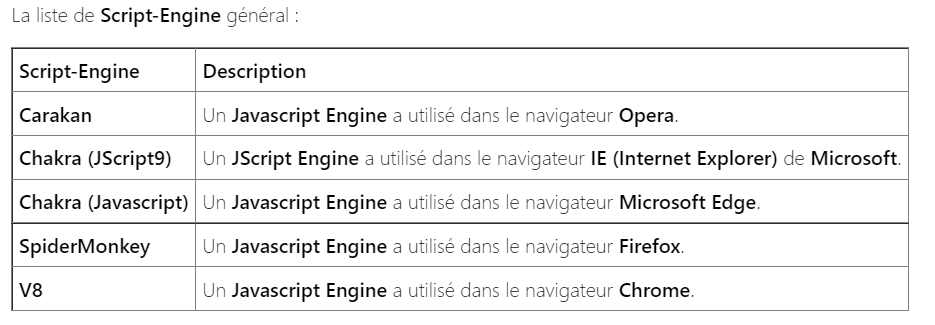 La liste de Script-Engine général :
Script-Engine Description
Carakan Un Javascript Engine a utilisé dans le navigateur Opera.
Chakra (JScript9) Un JScript Engine a utilisé dans le navigateur IE (Internet Explorer) de Microsoft.
Chakra (Javascript) Un Javascript Engine a utilisé dans le navigateur Microsoft Edge.
SpiderMonkey Un Javascript Engine a utilisé dans le navigateur Firefox.
V8 Un Javascript Engine a utilisé dans le navigateur Chrome.